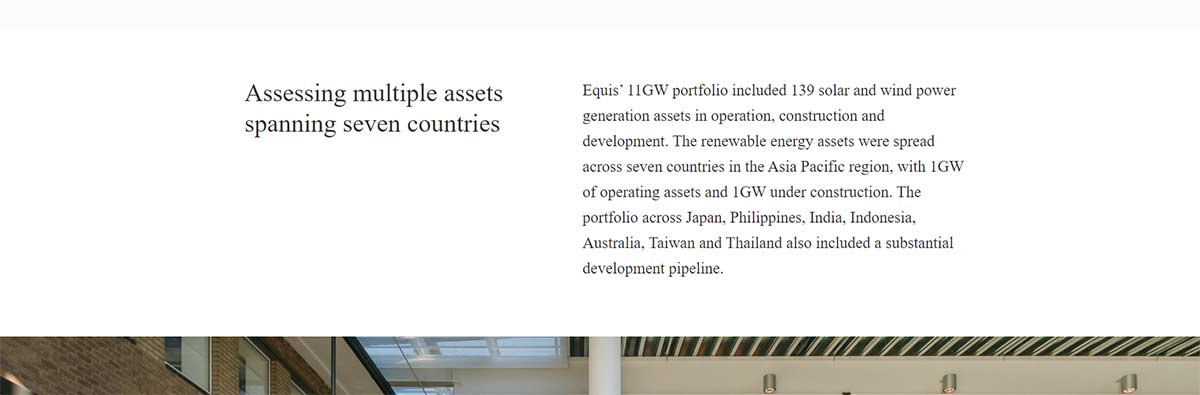 Assessing multiple assets
spanning seven countries
Equis’ 11GW portfolio included 139 solar and wind power
generation assets in operation, construction and
development. The renewable energy assets were spread
across seven countries in the Asia Pacific region, with 1GW
of operating assets and 1GW under construction. The
portfolio across Japan, Philippines, India, Indonesia,
Australia, Taiwan and Thailand also included a substantial
development pipeline.